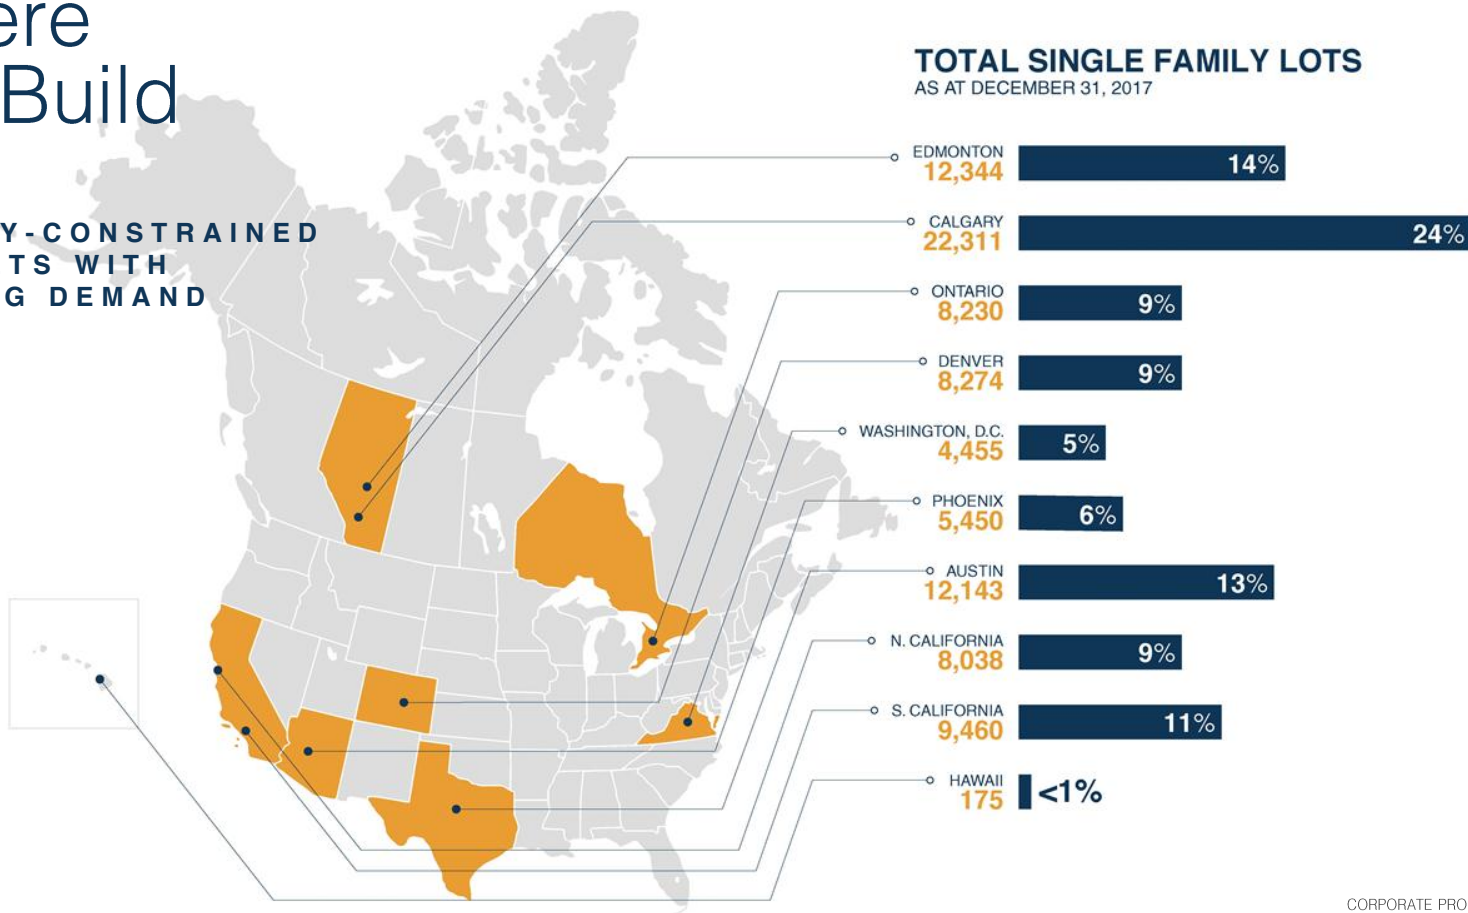 ere
Build
Y-CONSTRAINED
TS WITH
G DEMAND
TOTAL SINGLE FAMILY LOTS
AS AT DECEMBER 31, 2017
EDMONTON
12,344
14%
CALGARY
22,311
24%
ONTARIO
8,230
9%
DENVER
8,274
9%
WASHINGTON, D.C.
4,455
5%
PHOENIX
5,450
6%
AUSTIN
12,143
13%
N. CALIFORNIA
8,038
9%
S. CALIFORNIA
9,460
11%
HAWAII
175
<1%
CORPORATE PRO